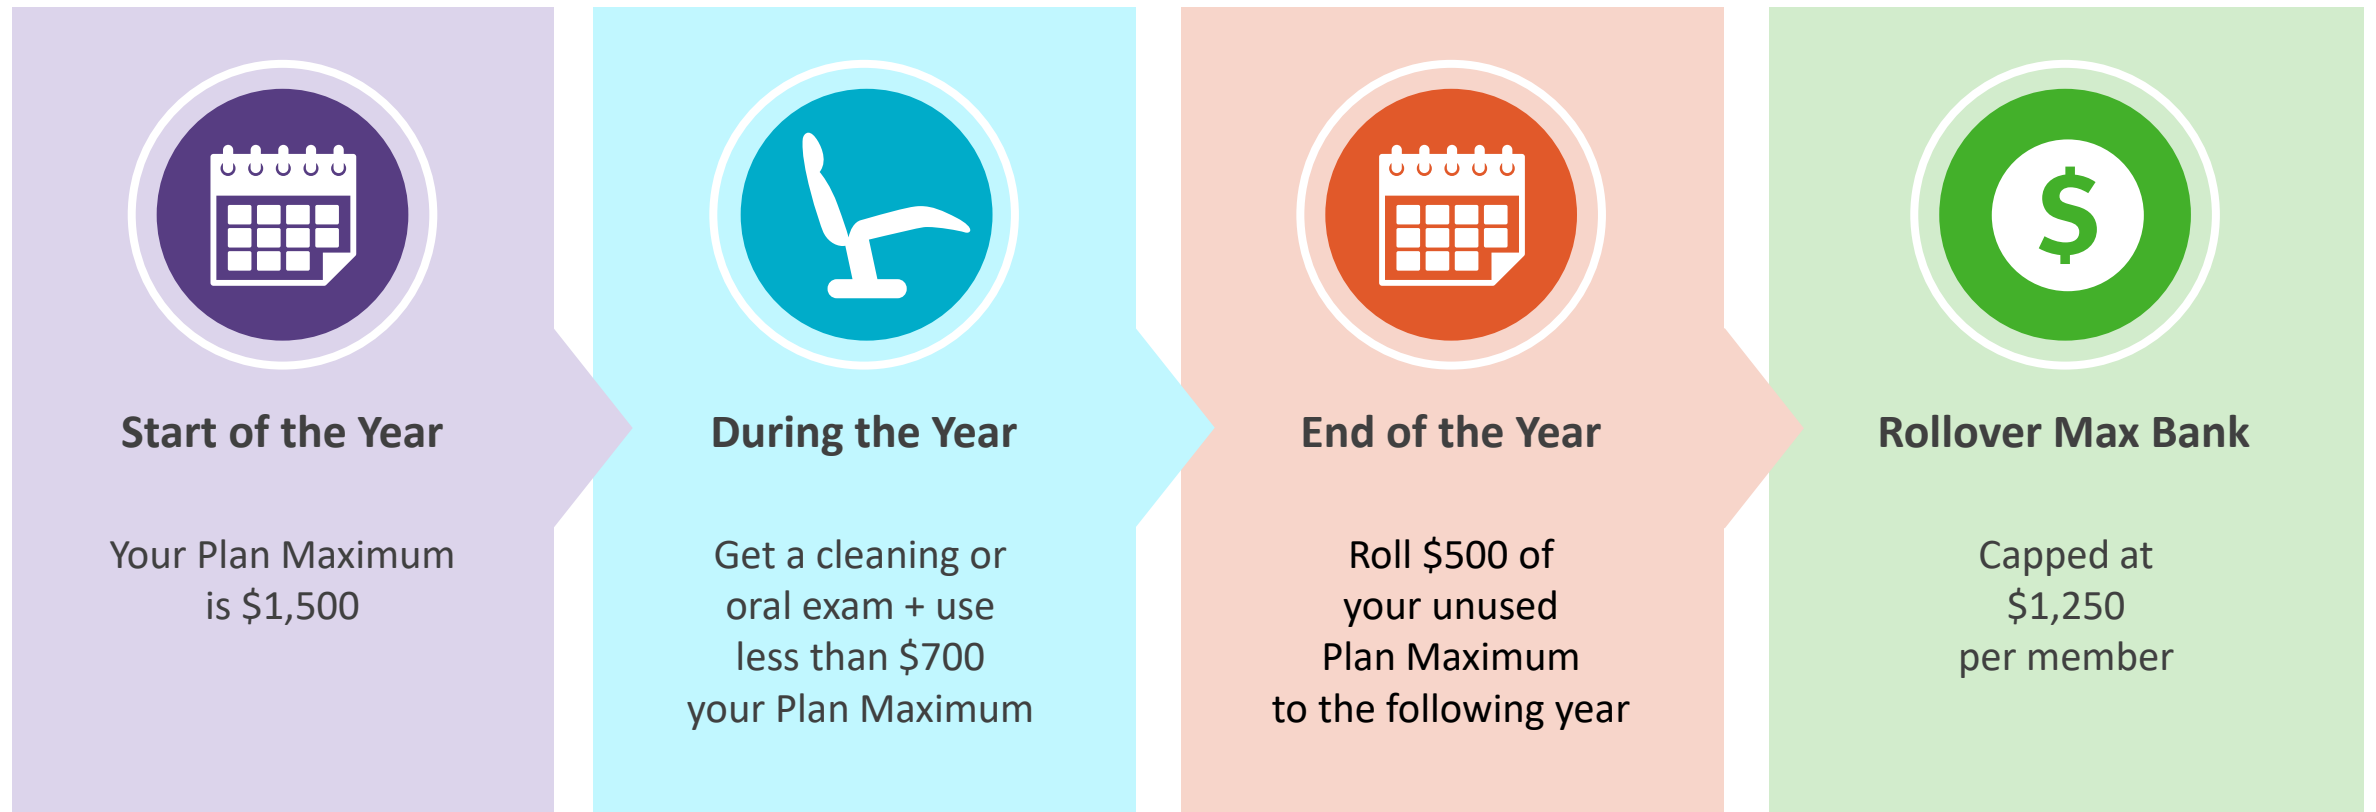 Start of the Year
Your Plan Maximum
is $1,500
During the Year
Get a cleaning or
oral exam + use
less than $700
your Plan Maximum
End of the Year
Roll $500 of
your unused
Plan Maximum
to the following year
$
Rollover Max Bank
Capped at
$1,250
per member